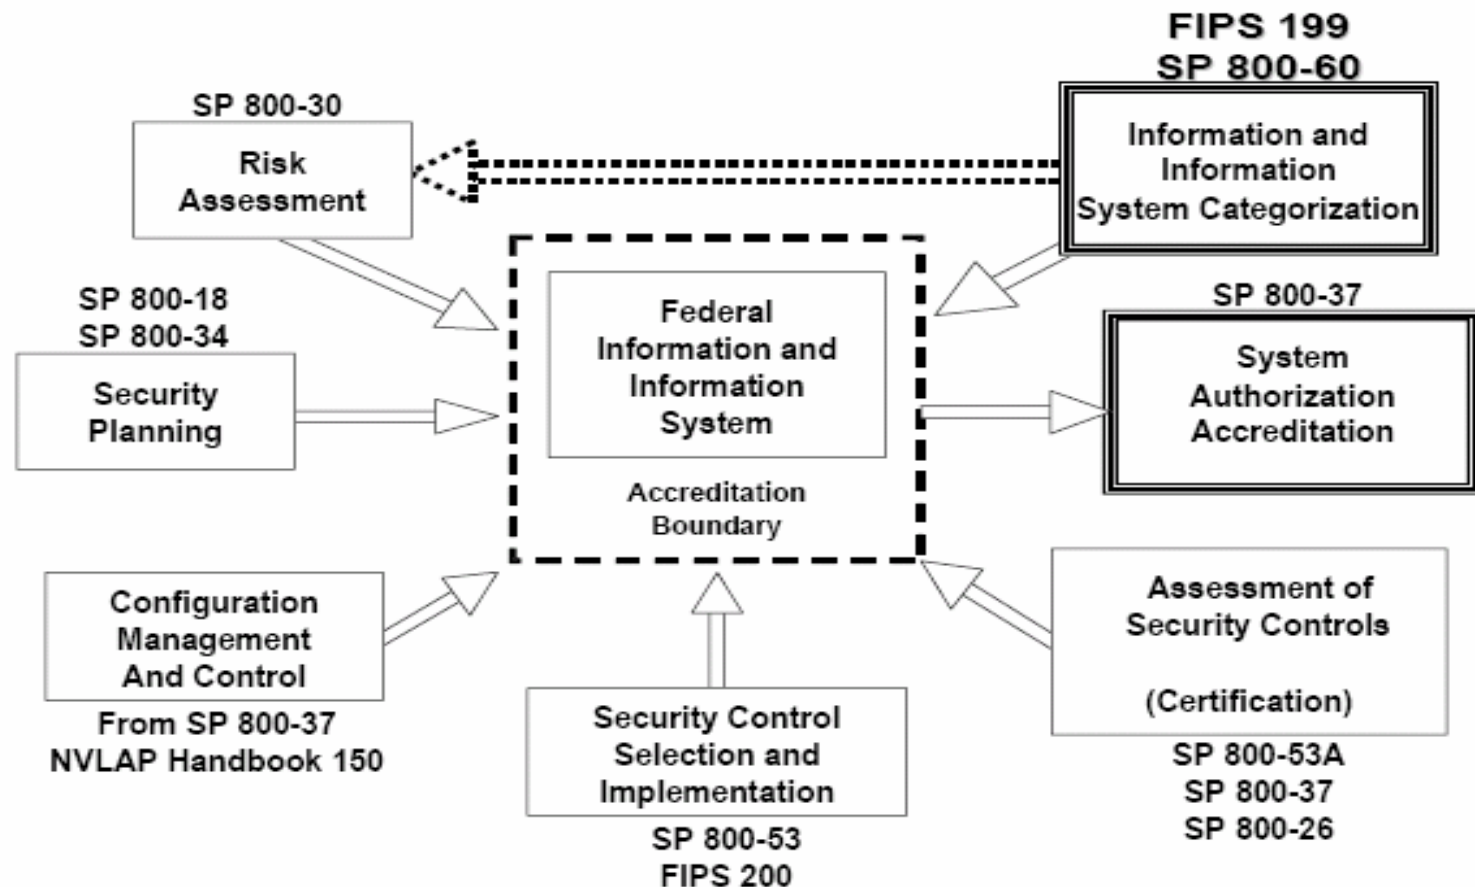 FIPS 199
SP 800-60
Information and
Information
System Categorization
SP 800-30
Risk
Assessment
SP 800-18
SP 800-34
Security
Planning
Federal
Information and
Information
System
Accreditation
Boundary
SP 800-37
System
Authorization
Accreditation
Configuration
Management
And Control
From SP 800-37
NVLAP Handbook 150
Security Control
Selection and
Implementation
SP 800-53
FIPS 200
Assessment of
Security Controls
(Certification)
SP 800-53A
SP 800-37
SP 800-26